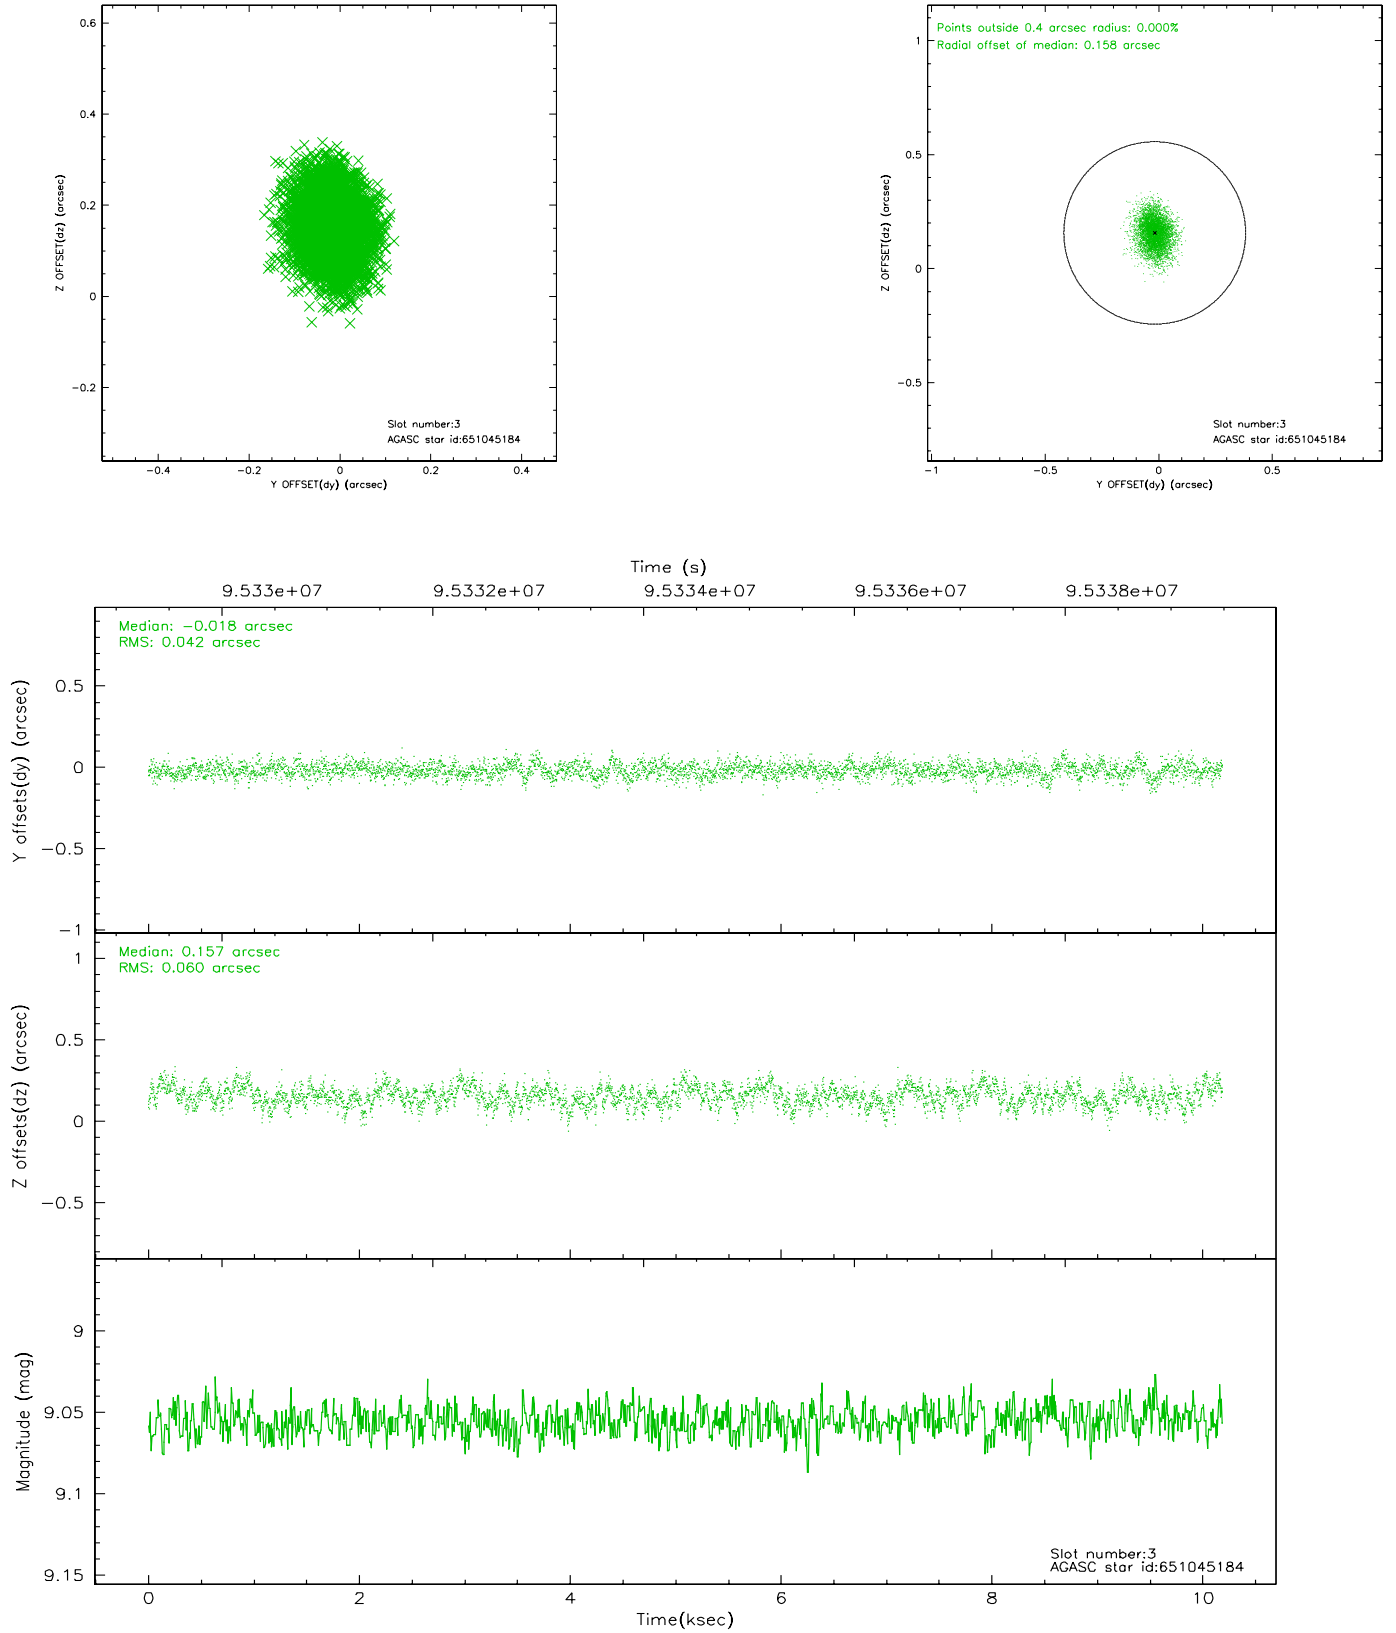 0.6
0.4
0.2
0
−0.2
Z OFFSET(dz) (arcsec)
Slot number:3
AGASC star id:651045184
−0.4 −0.2 0 0.2 0.4
Y OFFSET(dy) (arcsec)
Points outside 0.4 arcsec radius: 0.000%
Radial offset of median: 0.158 arcsec
1
0.5
0
−0.5
Z OFFSET(dz) (arcsec)
Slot number:3
AGASC star id:651045184
−1 −0.5 0 0.5
Y OFFSET(dy) (arcsec)
Time (s)
9.533e+07 9.5332e+07 9.5334e+07 9.5336e+07 9.5338e+07
Median: −0.018 arcsec
RMS: 0.042 arcsec
0.5
0
−0.5
−1
Y offsets(dy) (arcsec)
Median: 0.157 arcsec
RMS: 0.060 arcsec
1
0.5
0
−0.5
Z offsets(dz) (arcsec)
9
9.05
9.1
9.15
Magnitude (mag)
Slot number:3
AGASC star id:651045184
0 2 4 6 8 10
Time(ksec)